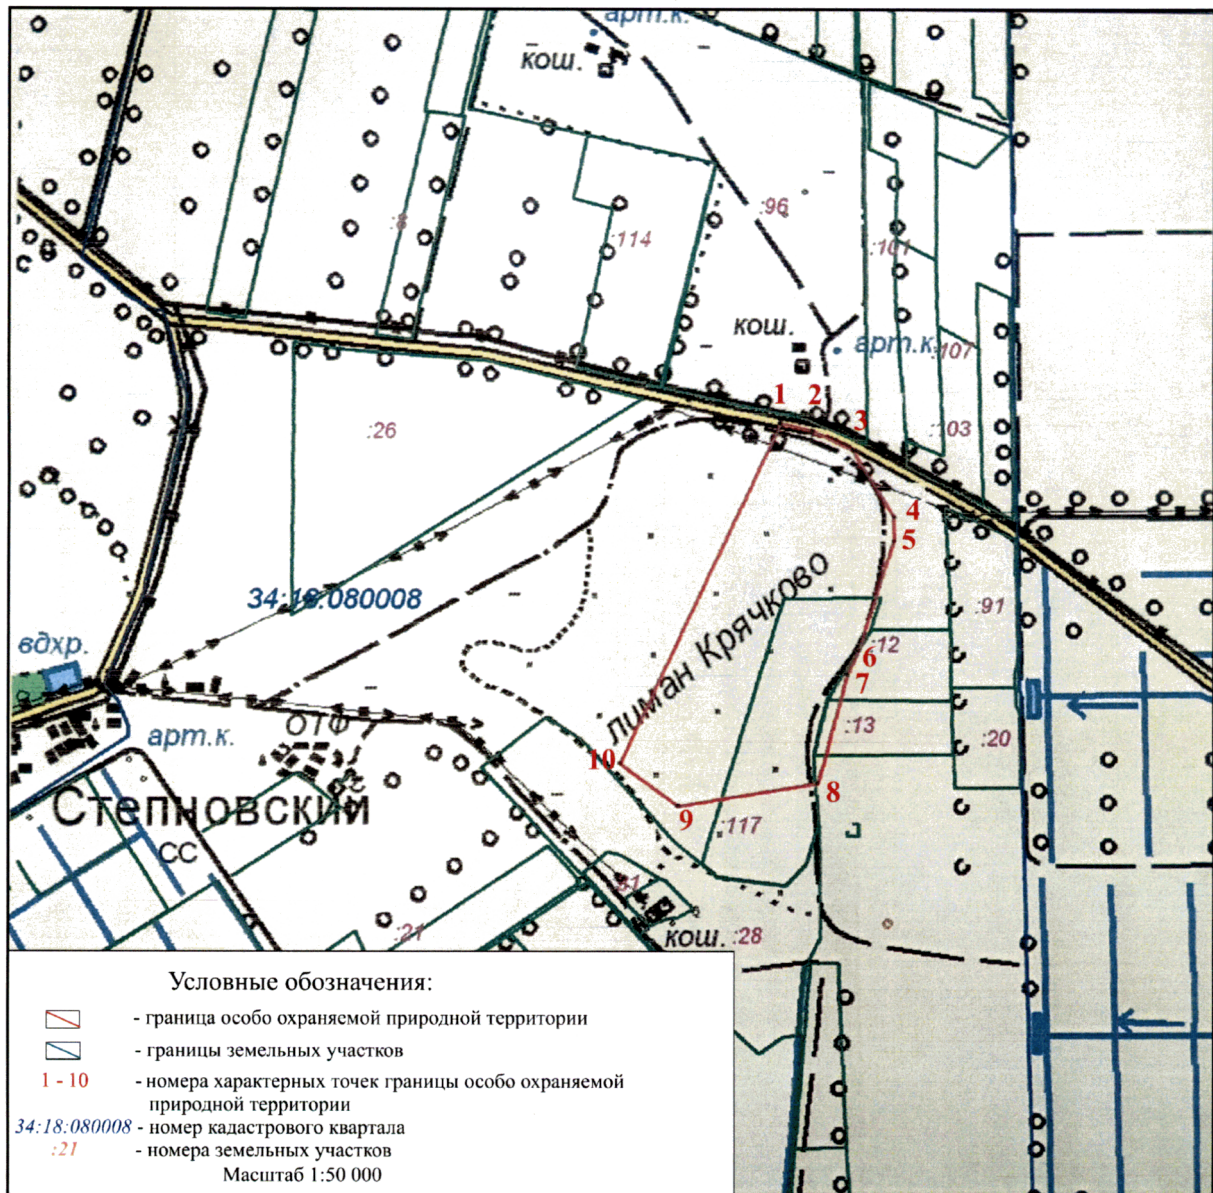 арт.к.
кош.
:96
:8
:114
:101
кош.
арт.к.
:107
1
2
3
:26
:103
4
5
34:18:080008
лиман Крячково
:91
вдхр.
:12
6
7
арт.к.
ОТФ
:13
:20
10
8
9
Степновский
:117
СС
:31
:21
кош.
:28
Условные обозначения:
- граница особо охраняемой природной территории
- границы земельных участков
1 - 10 - номера характерных точек границы особо охраняемой
природной территории
34:18:080008 - номер кадастрового квартала
:21 - номера земельных участков
Масштаб 1:50 000